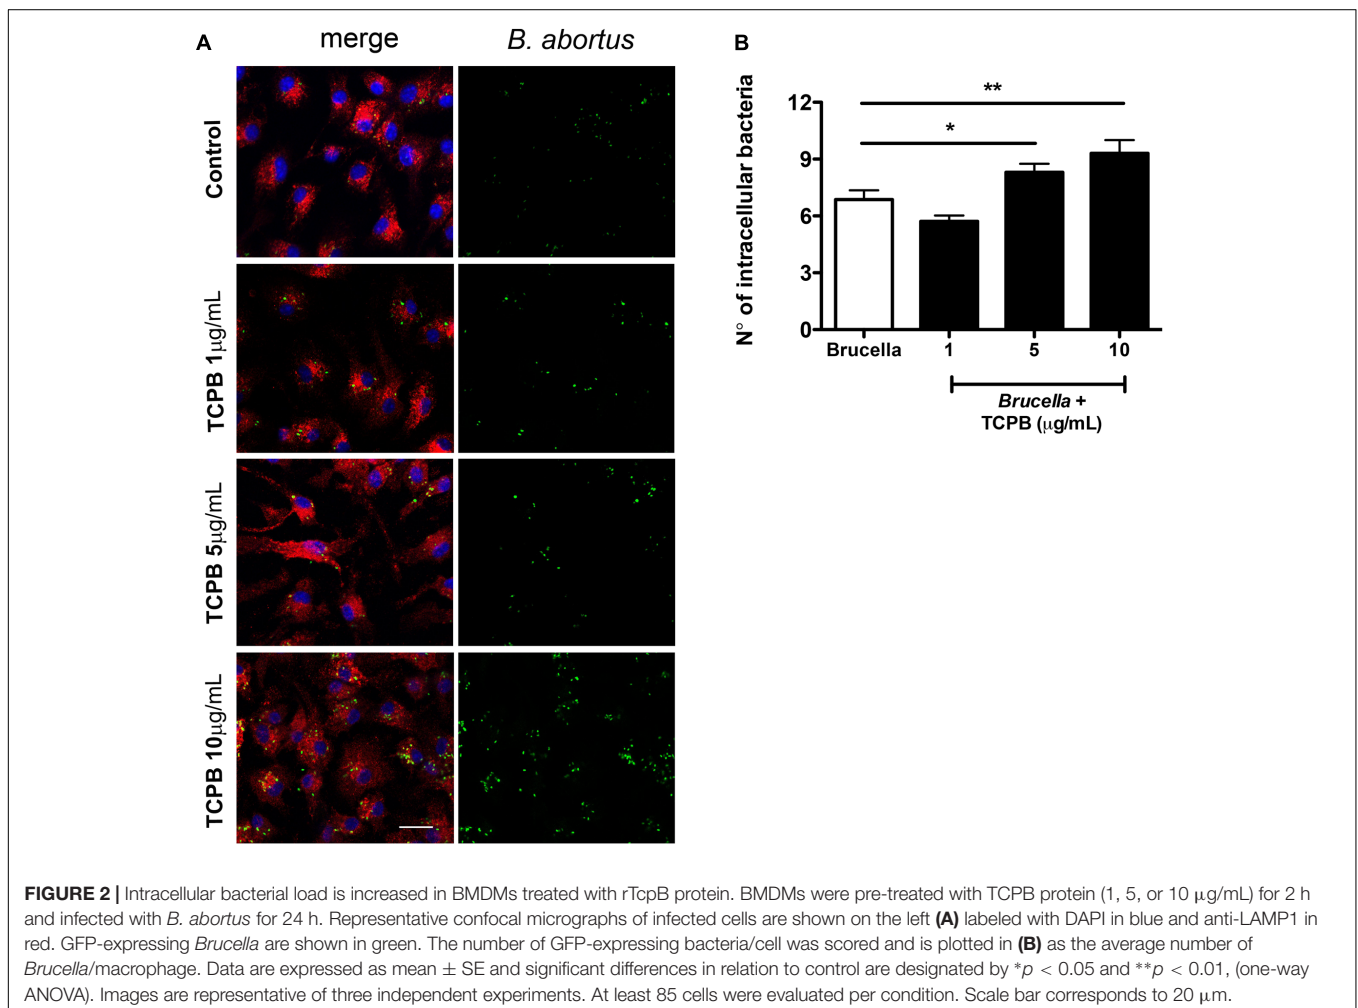 A
merge
B. abortus
Control
TCPB 1μg/mL
TCPB 5μg/mL
TCPB 10μg/mL
B
N° of intracellular bacteria
12
9
6
3
0
**
*
Brucella
1
5
10
Brucella +
TCPB (μg/mL)
FIGURE 2 | Intracellular bacterial load is increased in BMDMs treated with rTcpB protein. BMDMs were pre-treated with TCPB protein (1, 5, or 10 μg/mL) for 2 h
and infected with B. abortus for 24 h. Representative confocal micrographs of infected cells are shown on the left (A) labeled with DAPI in blue and anti-LAMP1 in
red. GFP-expressing Brucella are shown in green. The number of GFP-expressing bacteria/cell was scored and is plotted in (B) as the average number of
Brucella/macrophage. Data are expressed as mean ± SE and significant differences in relation to control are designated by *p < 0.05 and **p < 0.01, (one-way
ANOVA). Images are representative of three independent experiments. At least 85 cells were evaluated per condition. Scale bar corresponds to 20 μm.